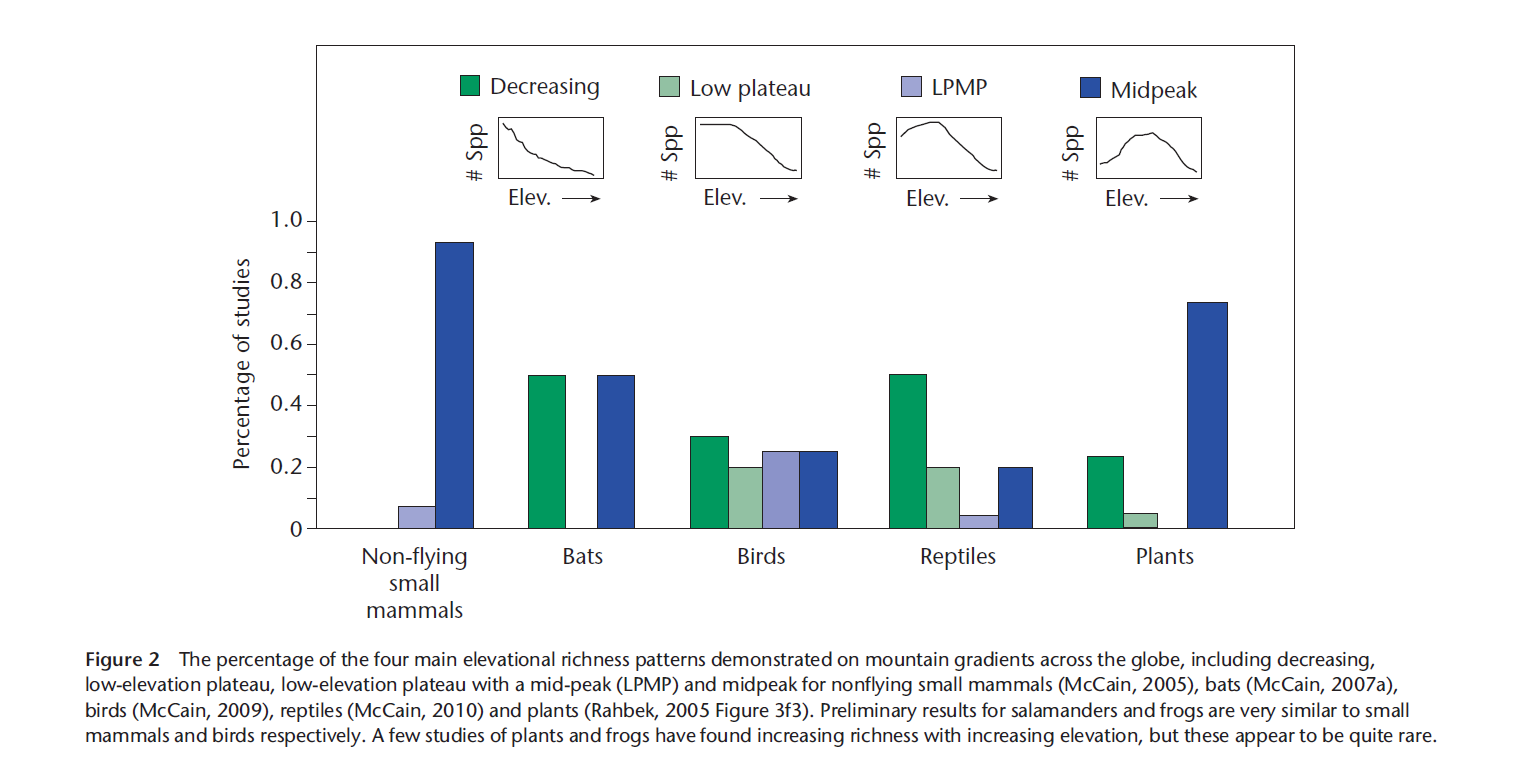 Decreasing
Low plateau
LPMP
Midpeak
# Spp
# Spp
# Spp
# Spp
Elev.
Elev.
Elev.
Elev.
Percentage of studies
1.0
0.8
0.6
0.4
0.2
0
Non-flying
small
mammals
Bats
Birds
Reptiles
Plants
Figure 2 The percentage of the four main elevational richness patterns demonstrated on mountain gradients across the globe, including decreasing,
low-elevation plateau, low-elevation plateau with a mid-peak (LPMP) and midpeak for nonflying small mammals (McCain, 2005), bats (McCain, 2007a),
birds (McCain, 2009), reptiles (McCain, 2010) and plants (Rahbek, 2005 Figure 3f3). Preliminary results for salamanders and frogs are very similar to small
mammals and birds respectively. A few studies of plants and frogs have found increasing richness with increasing elevation, but these appear to be quite rare.